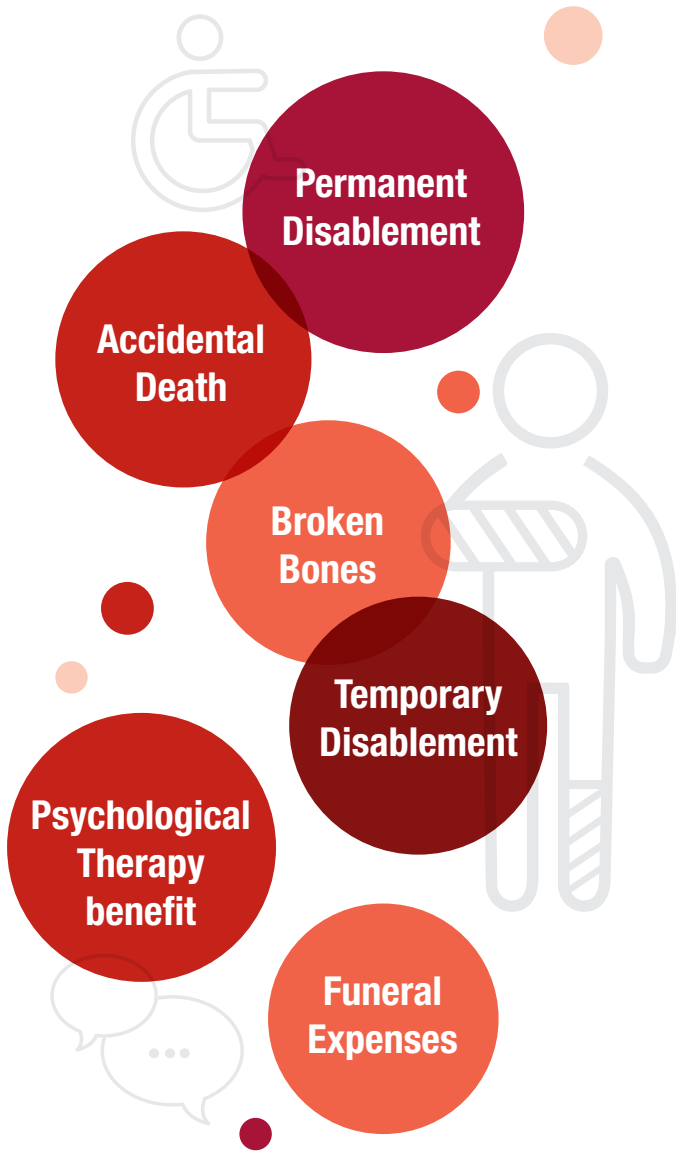 Permanent
Disablement
Accidental
Death
Broken
Bones
Temporary
Disablement
Psychological
Therapy
benefit
Funeral
Expenses